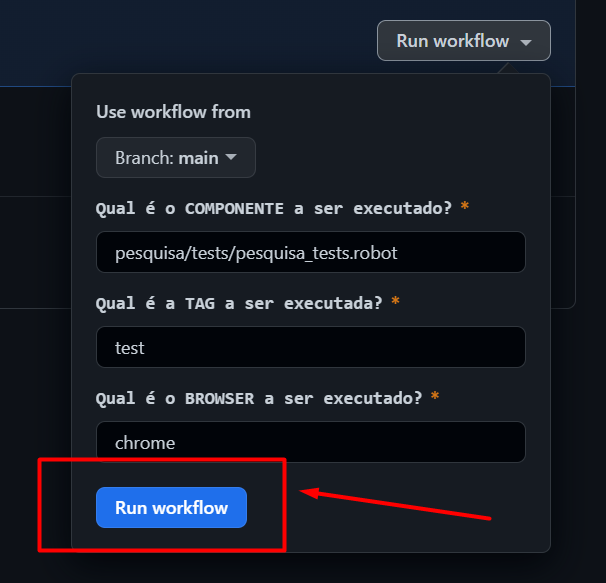 Run workflow
Use workflow from
Branch: main
Qual é o COMPONENTE a ser executado? *
pesquisa/tests/pesquisa_tests.robot
Qual é a TAG a ser executada? *
test
Qual é o BROWSER a ser executado? *
chrome
Run workflow